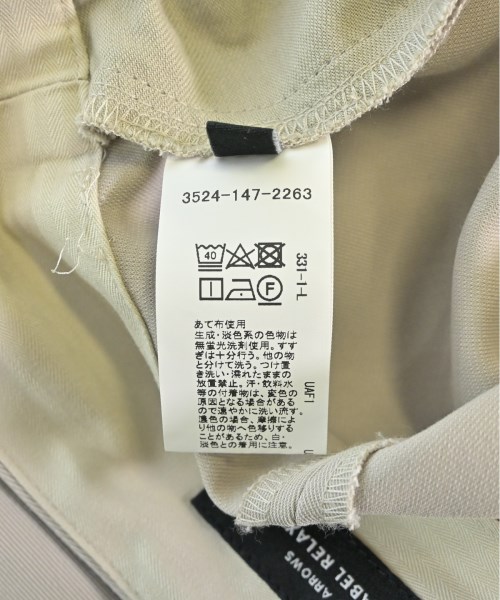 3524-147-2263
40
F
331-I-L
あて布使用
生成・淡色系の色物は
無蛍光洗剤使用。すす
ぎは十分行う。他の物
と分けて洗う。つけ置
き洗い・濡れたままの
放置禁止。汗・飲料水
等の付着物は、変色の
原因となる場合がある
ので速やかに洗い流す。
濃色の場合、摩擦によ
り他の物へ色移りする
ことがあるため、白・
淡色との着用に注意。
UAF1
ARROWS
ABEL RELAX